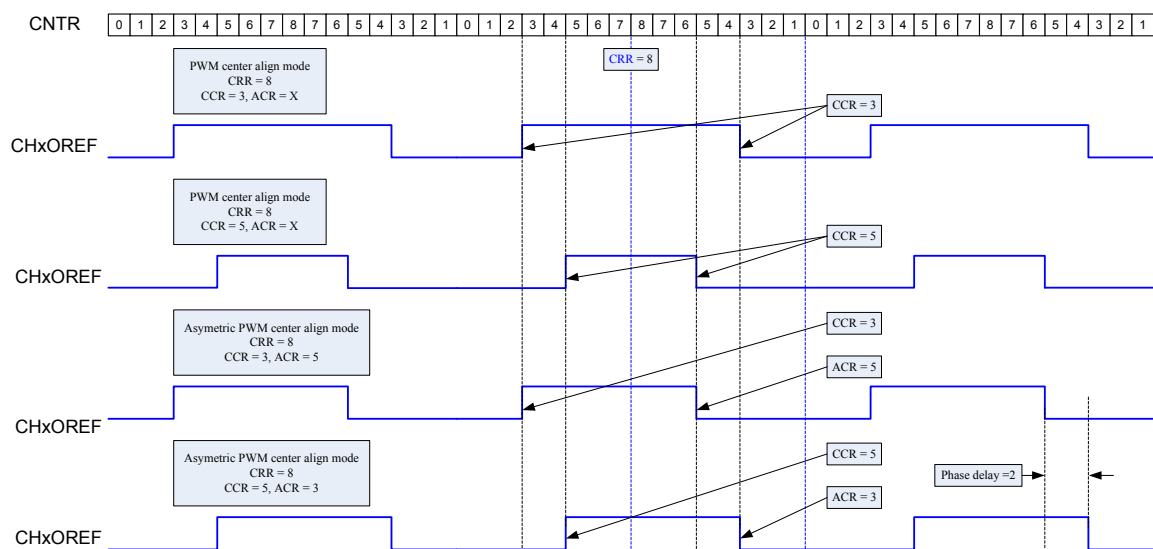 CNTR 0 1 2 3 4 5 6 7 8 7 6 5 4 3 2 1 0 1 2 3 4 5 6 7 8 7 6 5 4 3 2 1 0 1 2 3 4 5 6 7 8 7 6 5 4 3 2 1
PWM center align mode
CRR = 8
CCR = 3, ACR = X
CRR = 8
CCR = 3
CHxOREF
PWM center align mode
CRR = 8
CCR = 5, ACR = X
CCR = 5
CHxOREF
Asymetric PWM center align mode
CRR = 8
CCR = 3, ACR = 5
CCR = 3
ACR = 5
CHxOREF
Asymetric PWM center align mode
CRR = 8
CCR = 5, ACR = 3
CCR = 5
Phase delay =2
ACR = 3
CHxOREF